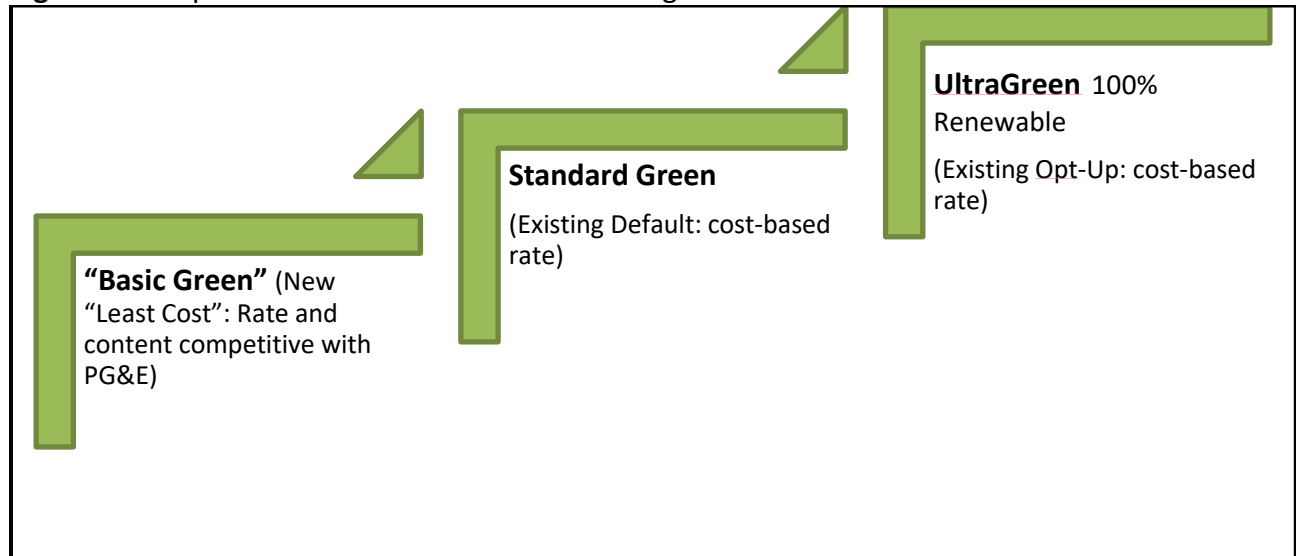 UltraGreen 100%
Renewable
(Existing Opt-Up: cost-based
rate)
Standard Green
(Existing Default: cost-based
rate)
“Basic Green” (New
“Least Cost”: Rate and
content competitive with
PG&E)